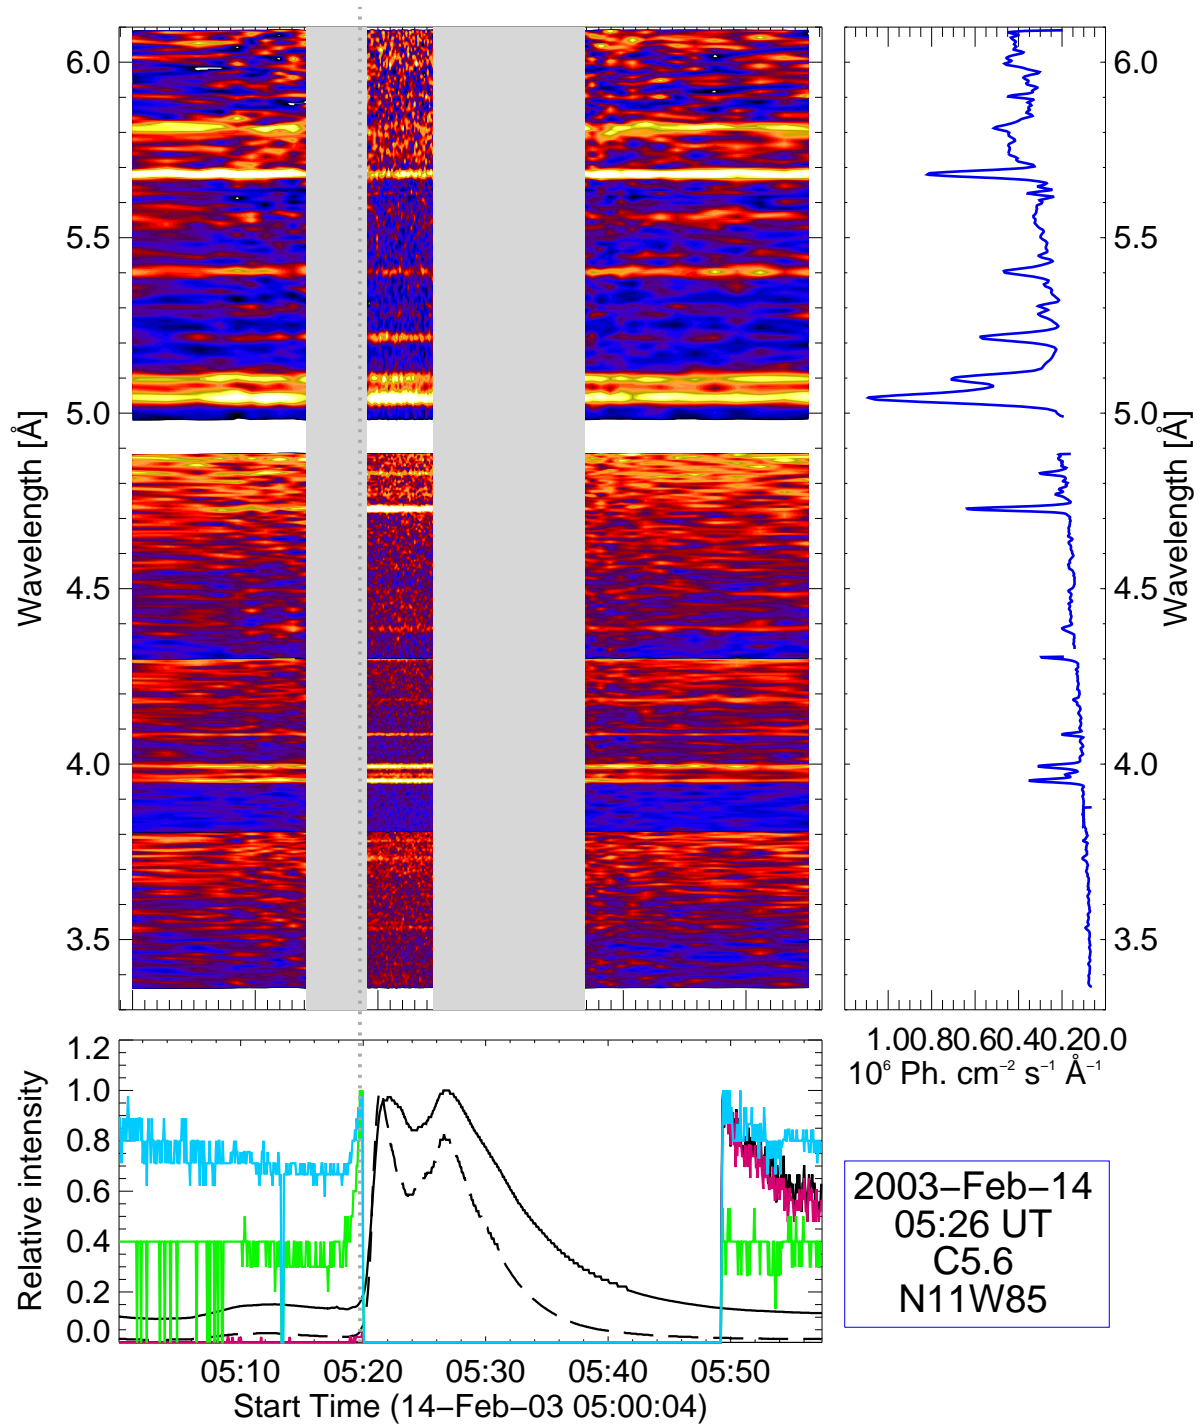 6.0
5.5
5.0
4.5
4.0
3.5
Wavelength [Å]
6.0
5.5
5.0
4.5
4.0
3.5
Wavelength [Å]
1.00.80.60.40.20.0
10⁶ Ph. cm⁻² s⁻¹ Å⁻¹
1.2
1.0
0.8
0.6
0.4
0.2
0.0
Relative intensity
05:10 05:20 05:30 05:40 05:50
Start Time (14−Feb−03 05:00:04)
2003−Feb−14
05:26 UT
C5.6
N11W85